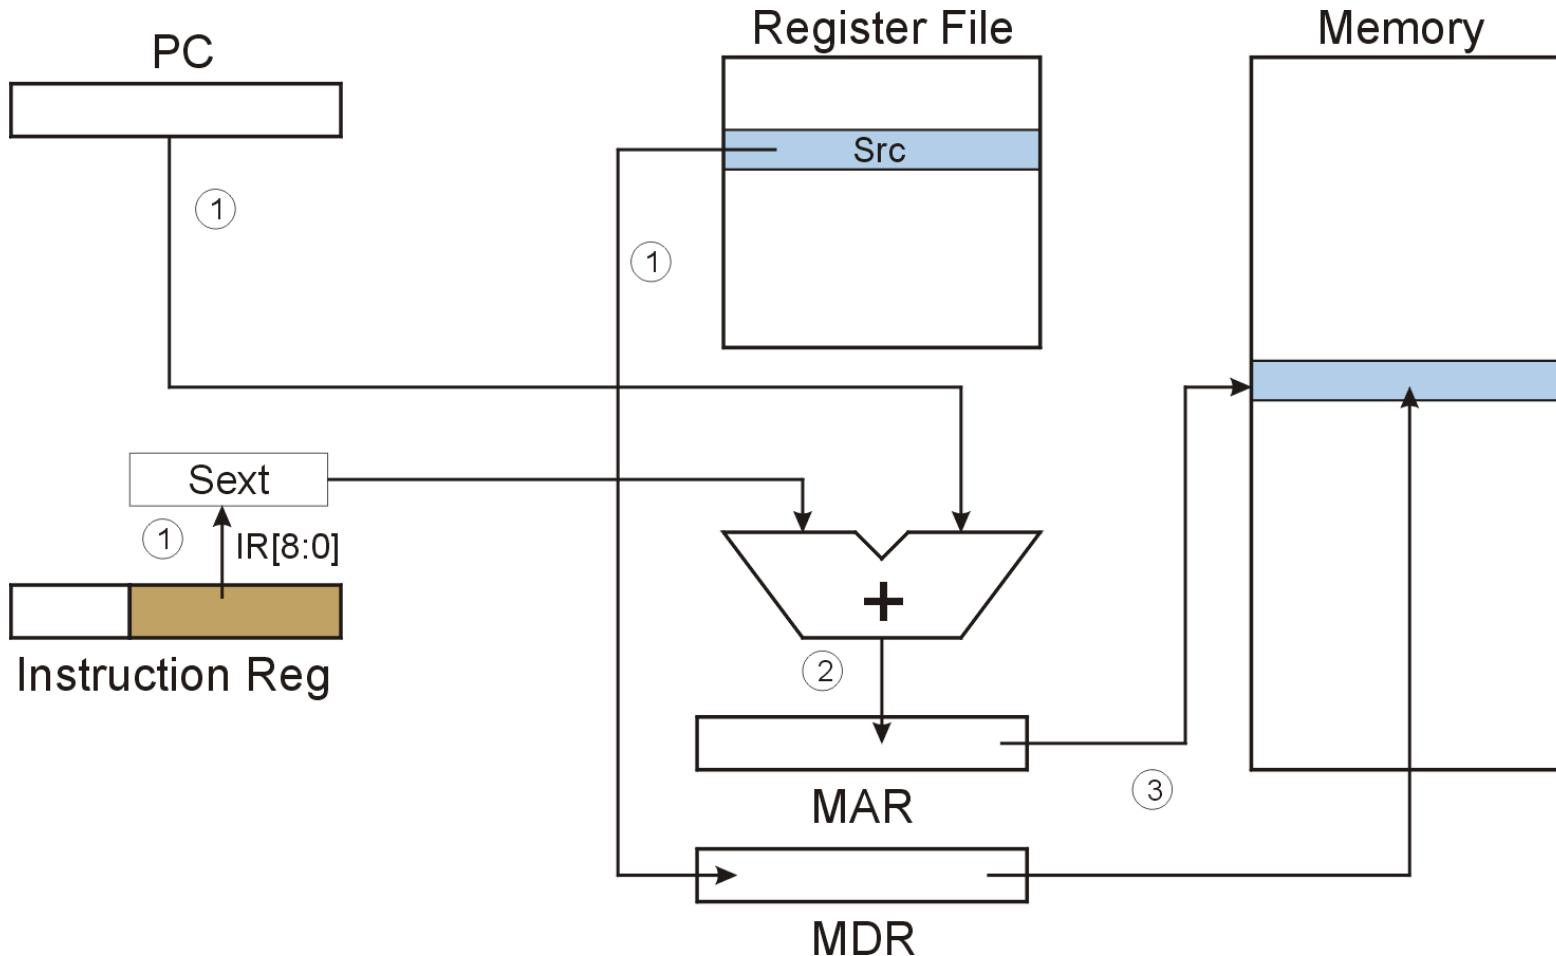 Register File
Memory
PC
Src
1
1
Sext
1
IR[8:0]
+
Instruction Reg
2
3
MAR
MDR